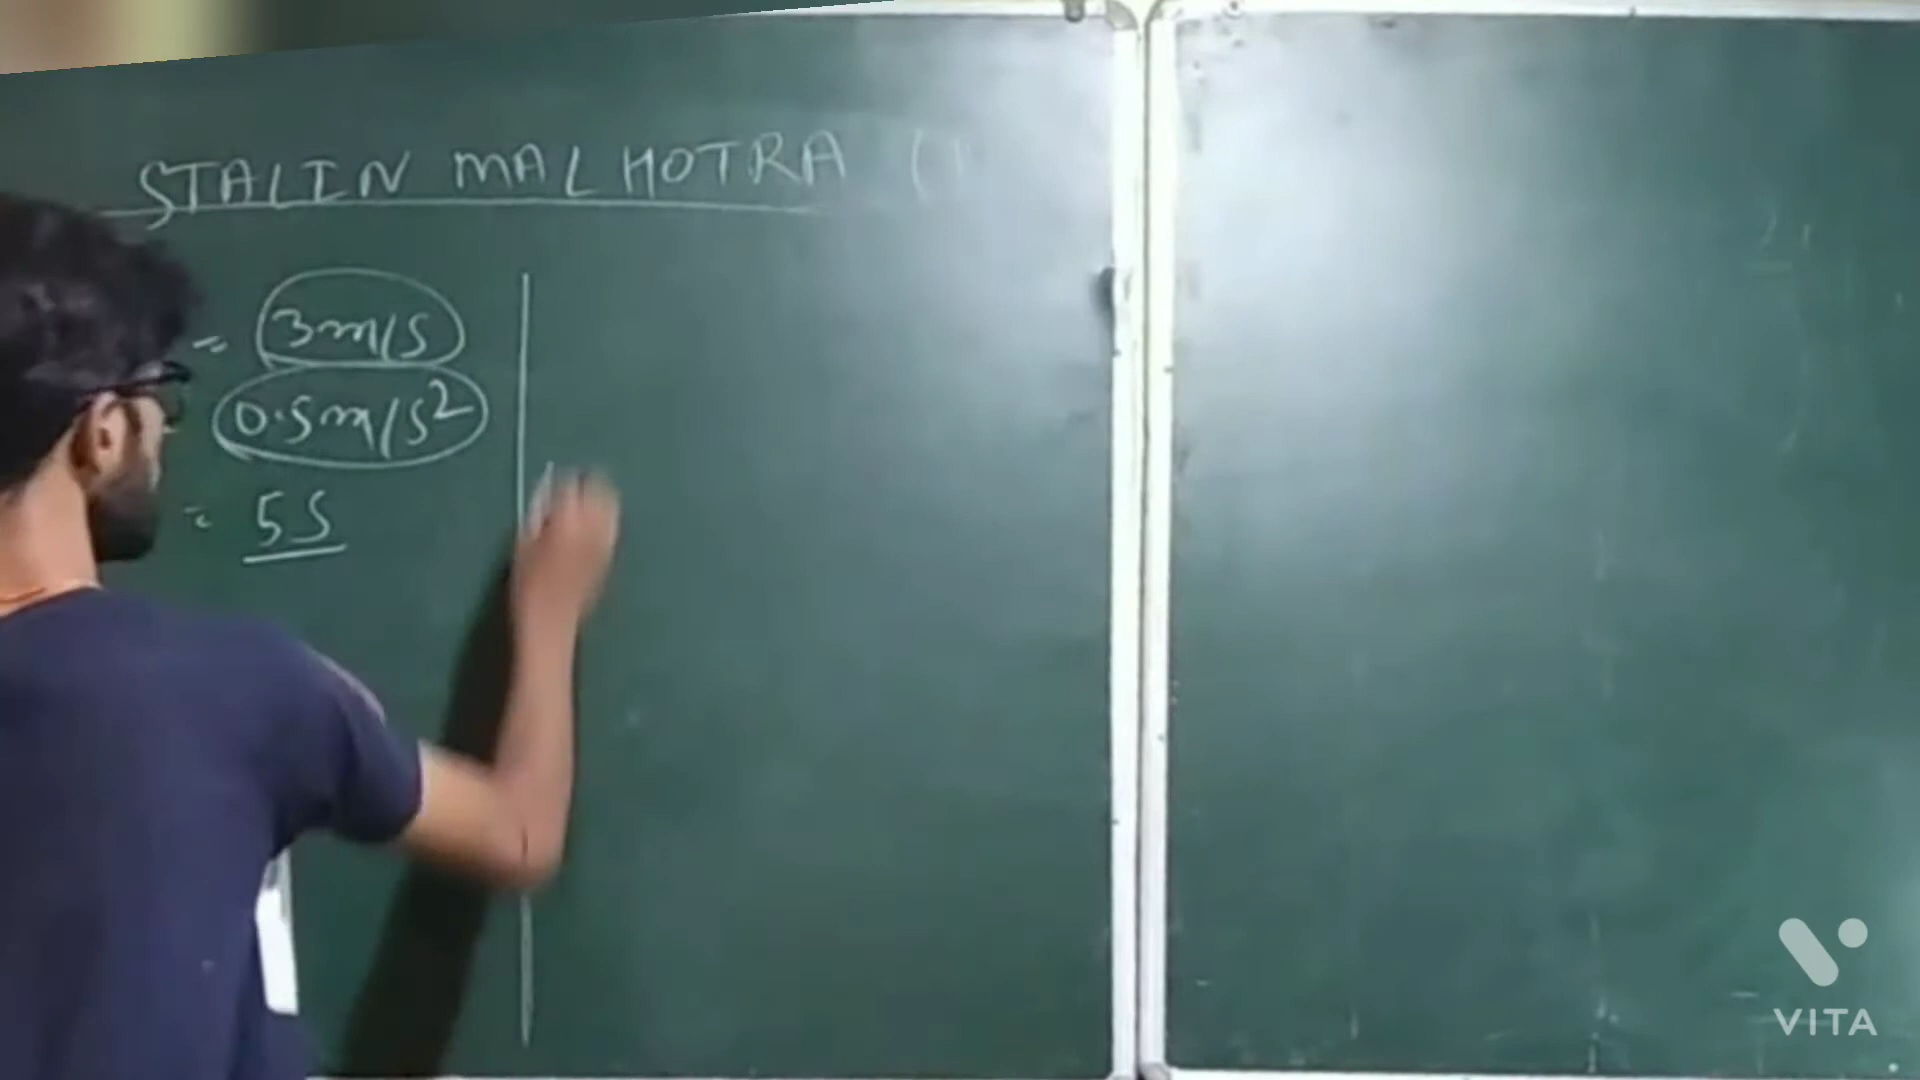 STALIN MALHOTRA (
= 3m/s
0.5m/s²
= 5S
VITA